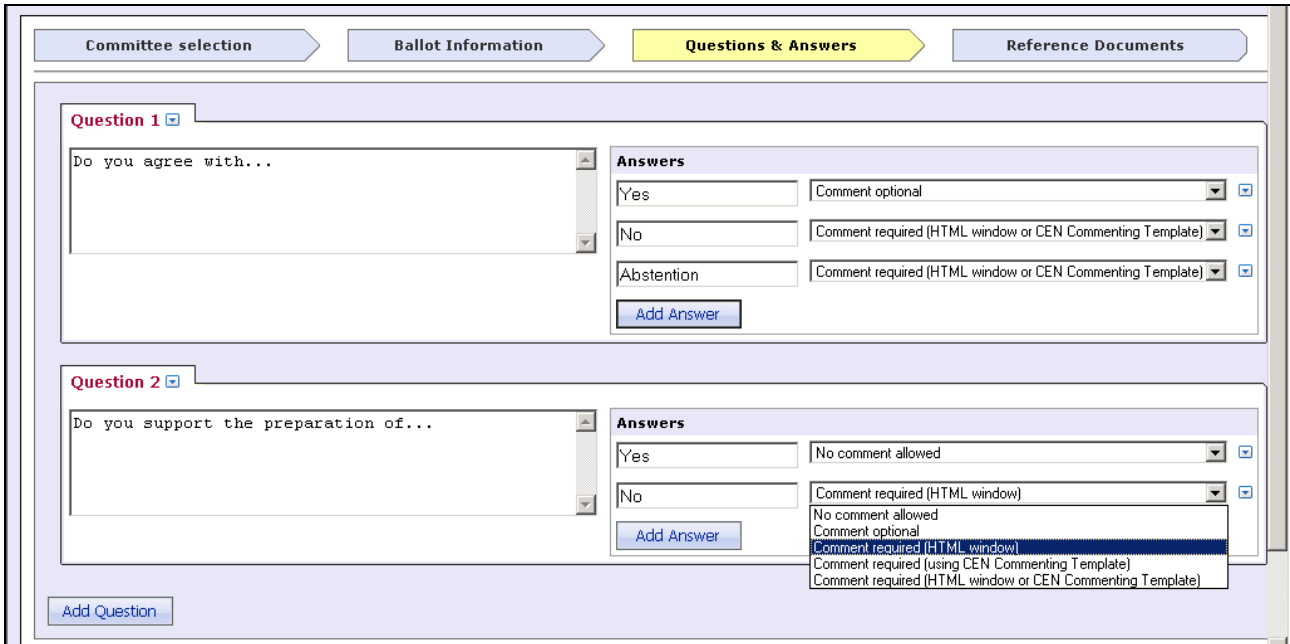 Committee selection
Ballot Information
Questions & Answers
Reference Documents
Question 1
Do you agree with...
Answers
Yes
Comment optional
No
Comment required (HTML window or CEN Commenting Template)
Abstention
Comment required (HTML window or CEN Commenting Template)
Add Answer
Question 2
Do you support the preparation of...
Answers
Yes
No comment allowed
No
Comment required (HTML window)
No comment allowed
Comment optional
Comment required (HTML window)
Comment required (using CEN Commenting Template)
Comment required (HTML window or CEN Commenting Template)
Add Answer
Add Question